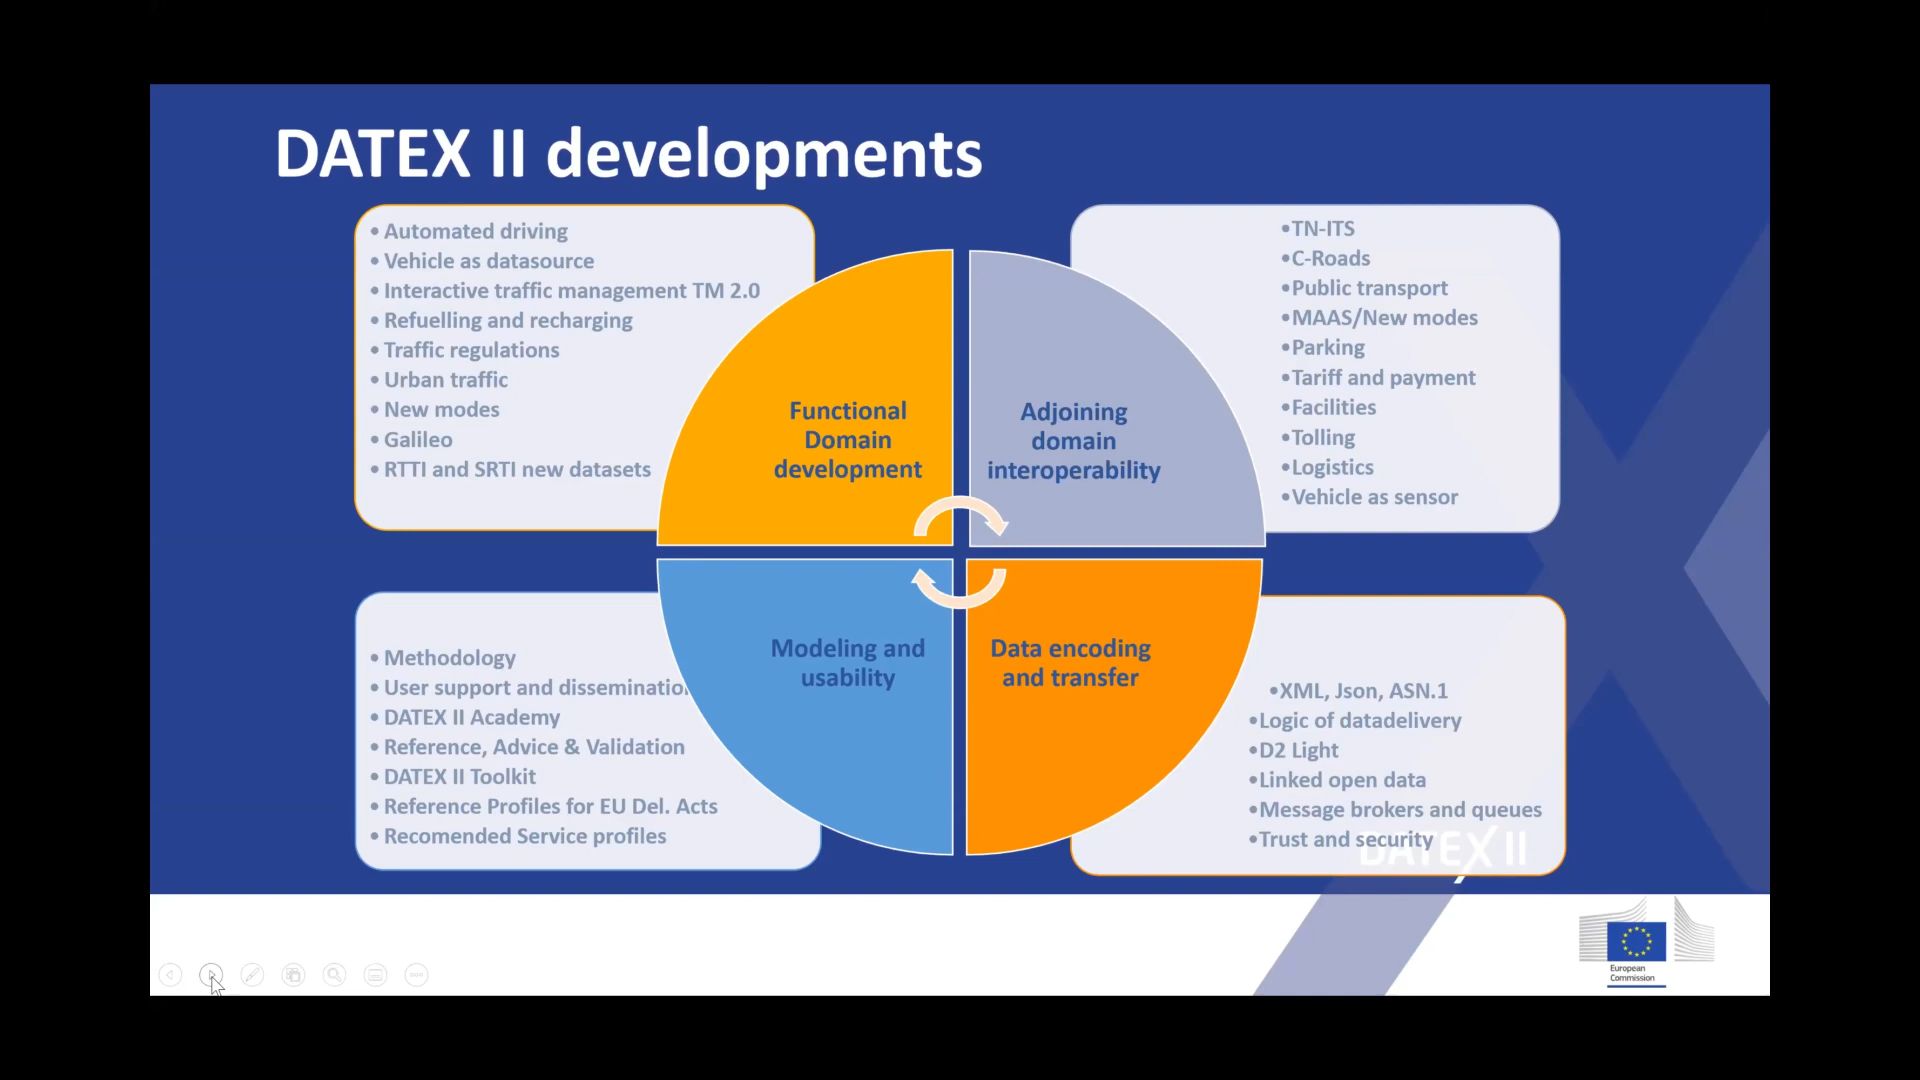 DATEX II developments
• Automated driving
• Vehicle as datasource
• Interactive traffic management TM 2.0
• Refuelling and recharging
• Traffic regulations
• Urban traffic
• New modes
• Galileo
• RTTI and SRTI new datasets
Functional
Domain
development
Adjoining
domain
interoperability
•TN-ITS
•C-Roads
•Public transport
•MAAS/New modes
•Parking
•Tariff and payment
•Facilities
•Tolling
•Logistics
•Vehicle as sensor
• Methodology
• User support and disseminatio
• DATEX II Academy
• Reference, Advice & Validation
• DATEX II Toolkit
• Reference Profiles for EU Del. Acts
• Recomended Service profiles
Modeling and
usability
Data encoding
and transfer
•XML, Json, ASN.1
•Logic of datadelivery
•D2 Light
•Linked open data
•Message brokers and queues
•Trust and security
DATEX II
European
Commission